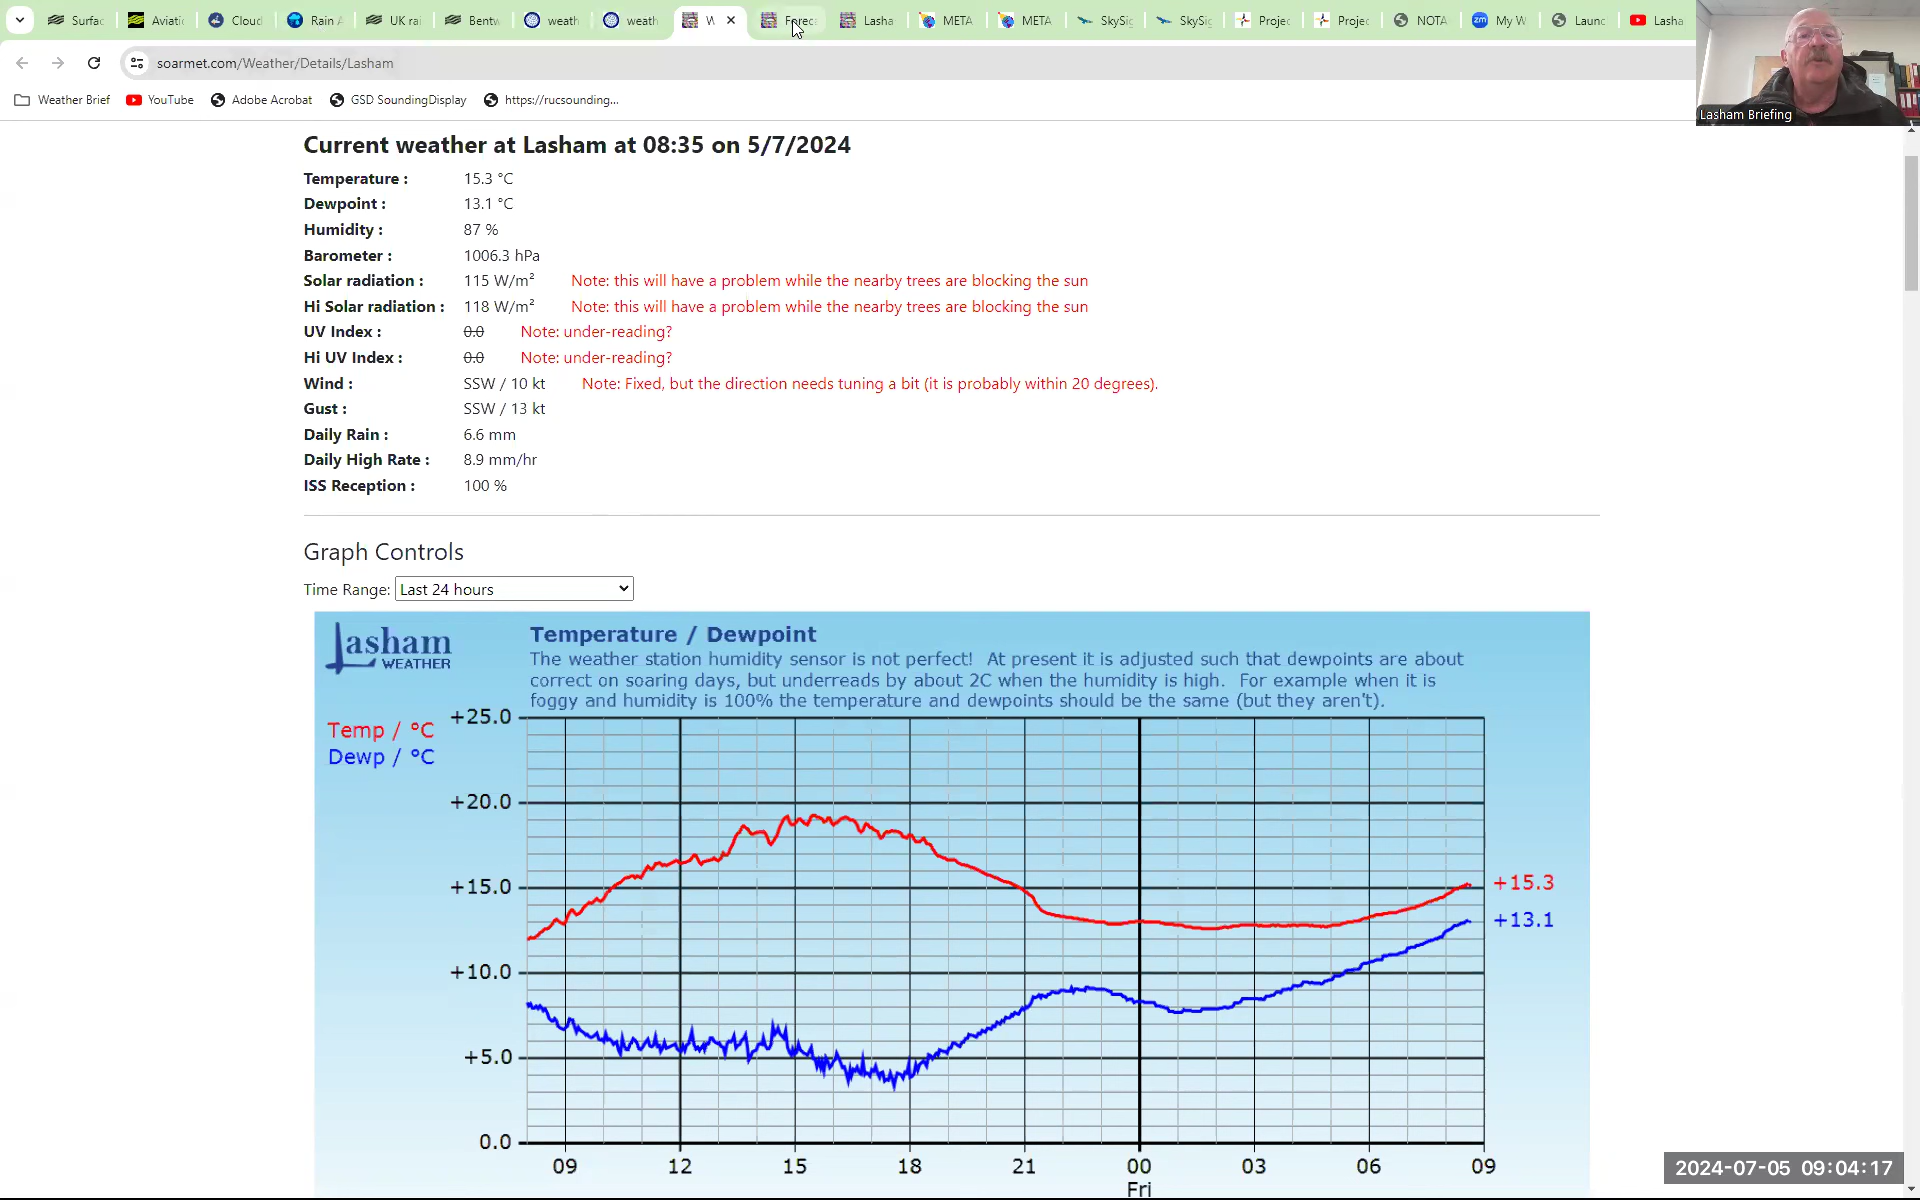 Surfac
Aviatic
Cloud
Rain A
UK rai
Bentw
weath
weath
W
Foreca
Lasha
META
META
SkySig
SkySig
Projec
Projec
NOTA
My W
Launc
Lasha
soarmet.com/Weather/Details/Lasham
Weather Brief
YouTube
Adobe Acrobat
GSD SoundingDisplay
https://rucsounding...
Lasham Briefing
Current weather at Lasham at 08:35 on 5/7/2024
Temperature : 15.3 °C
Dewpoint : 13.1 °C
Humidity : 87 %
Barometer : 1006.3 hPa
Solar radiation : 115 W/m² Note: this will have a problem while the nearby trees are blocking the sun
Hi Solar radiation : 118 W/m² Note: this will have a problem while the nearby trees are blocking the sun
UV Index : 0.0 Note: under-reading?
Hi UV Index : 0.0 Note: under-reading?
Wind : SSW / 10 kt Note: Fixed, but the direction needs tuning a bit (it is probably within 20 degrees).
Gust : SSW / 13 kt
Daily Rain : 6.6 mm
Daily High Rate : 8.9 mm/hr
ISS Reception : 100 %
Graph Controls
Time Range: Last 24 hours
Lasham
WEATHER
Temperature / Dewpoint
The weather station humidity sensor is not perfect! At present it is adjusted such that dewpoints are about
correct on soaring days, but underreads by about 2C when the humidity is high. For example when it is
foggy and humidity is 100% the temperature and dewpoints should be the same (but they aren't).
Temp / °C
Dewp / °C
+25.0
+20.0
+15.0
+10.0
+5.0
0.0
+15.3
+13.1
09 12 15 18 21 00 03 06 09
Fri
2024-07-05 09:04:17